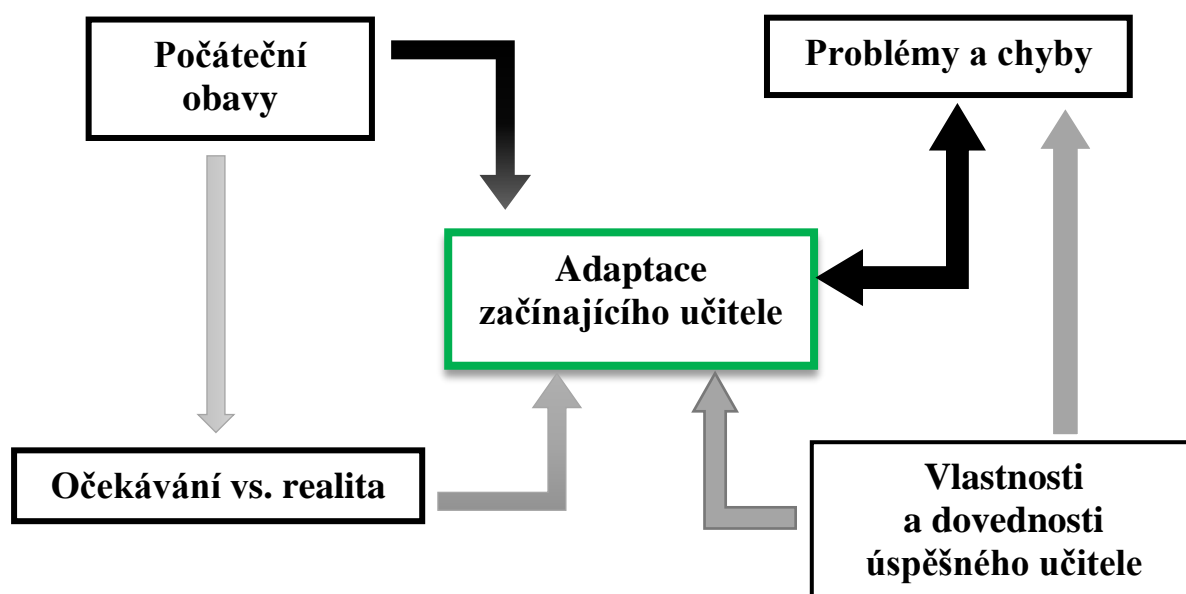 Počáteční
obavy
Problémy a chyby
Adaptace
začínajícího učitele
Očekávání vs. realita
Vlastnosti
a dovednosti
úspěšného učitele